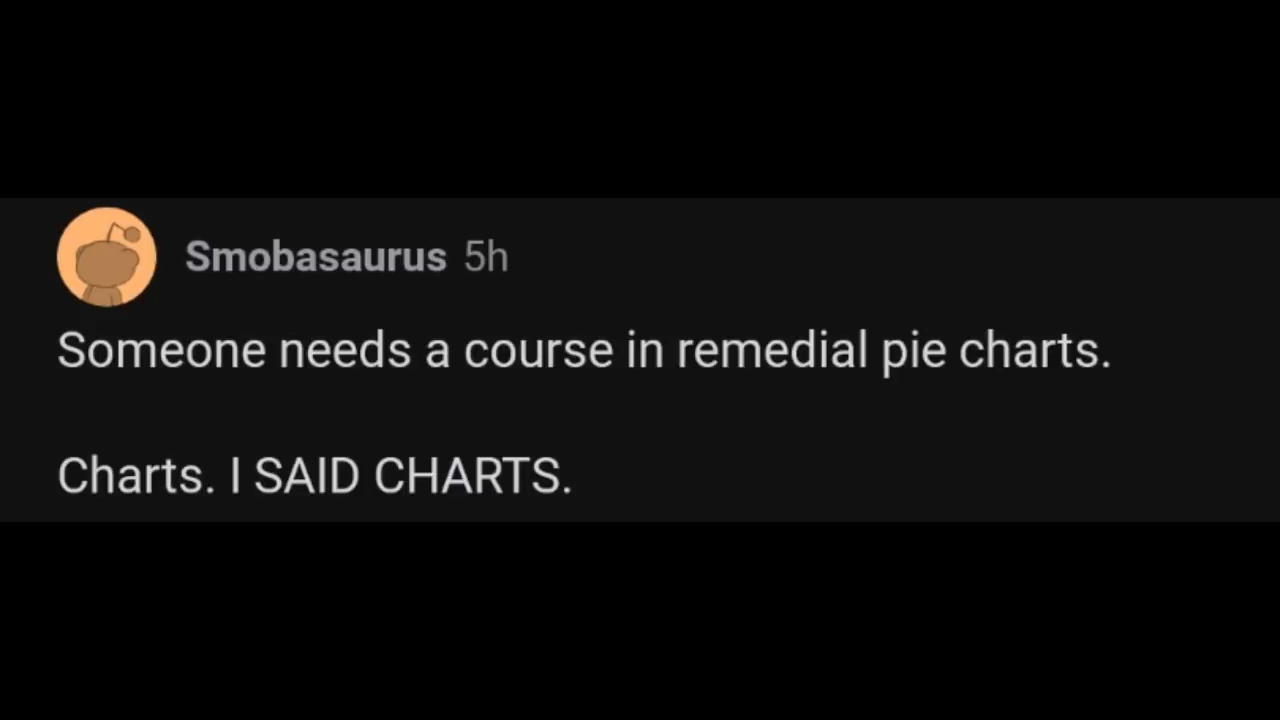 Smobasaurus 5h
Someone needs a course in remedial pie charts.
Charts. I SAID CHARTS.